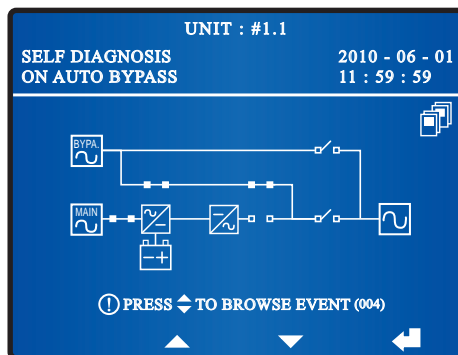 UNIT : #1.1
SELF DIAGNOSIS 2010 - 06 - 01
ON AUTO BYPASS 11 : 59 : 59
BYPA.
MAIN
PRESS TO BROWSE EVENT (004)